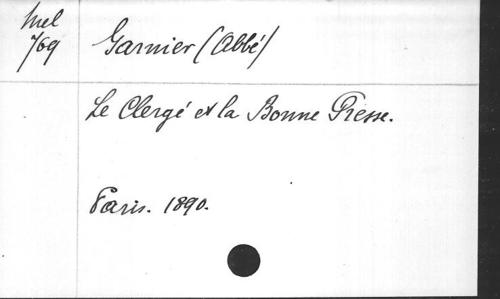 Mel
769
Garnier (Abbé)
Le Clergé et la Bonne Presse.
Paris. 1890.